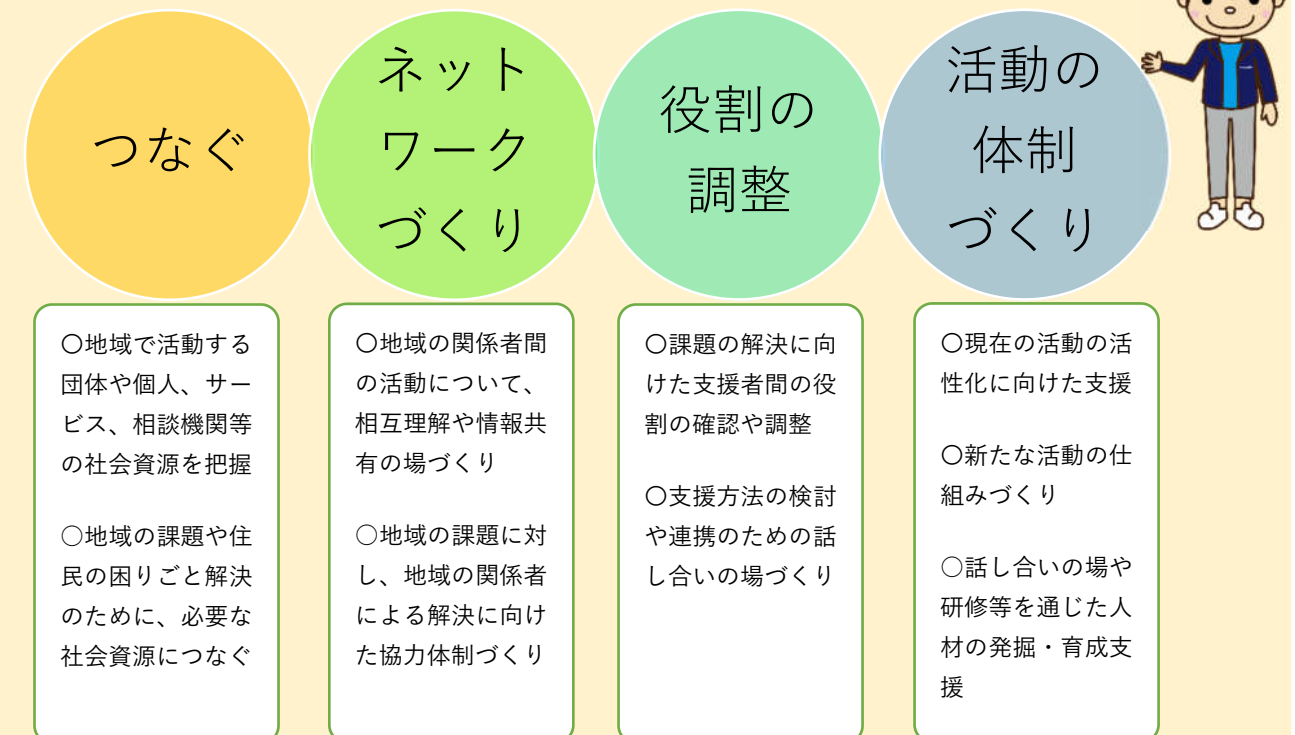 つなぐ
ネット
ワーク
づくり
役割の
調整
活動の
体制
づくり
〇地域で活動する
団体や個人、サー
ビス、相談機関等
の社会資源を把握
○地域の課題や住
民の困りごと解決
のために、必要な
社会資源につなぐ
〇地域の関係者間
の活動について、
相互理解や情報共
有の場づくり
○地域の課題に対
し、地域の関係者
による解決に向け
た協力体制づくり
〇課題の解決に向
けた支援者間の役
割の確認や調整
〇支援方法の検討
や連携のための話
し合いの場づくり
〇現在の活動の活
性化に向けた支援
〇新たな活動の仕
組みづくり
○話し合いの場や
研修等を通じた人
材の発掘・育成支
援